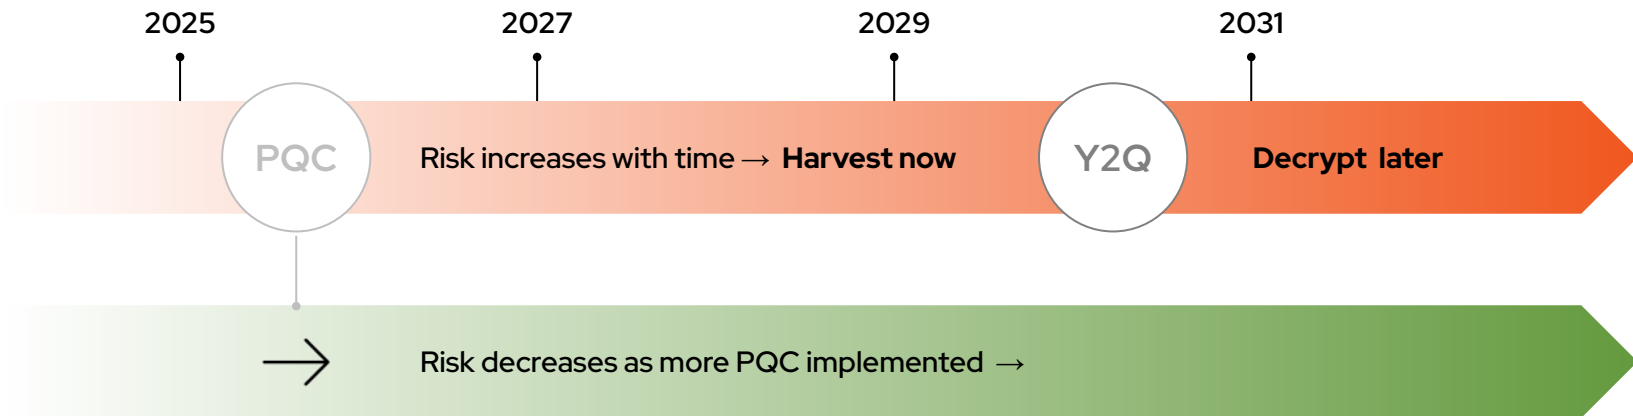 2025 2027 2029 2031
PQC Risk increases with time → Harvest now Y2Q Decrypt later
Risk decreases as more PQC implemented →